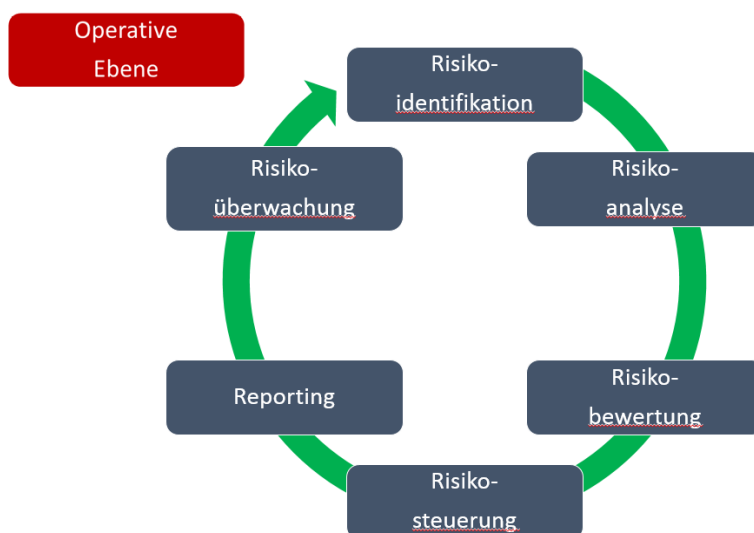 Operative
Ebene
Risiko-
identifikation
Risiko-
analyse
Risiko-
bewertung
Risiko-
steuerung
Reporting
Risiko-
überwachung